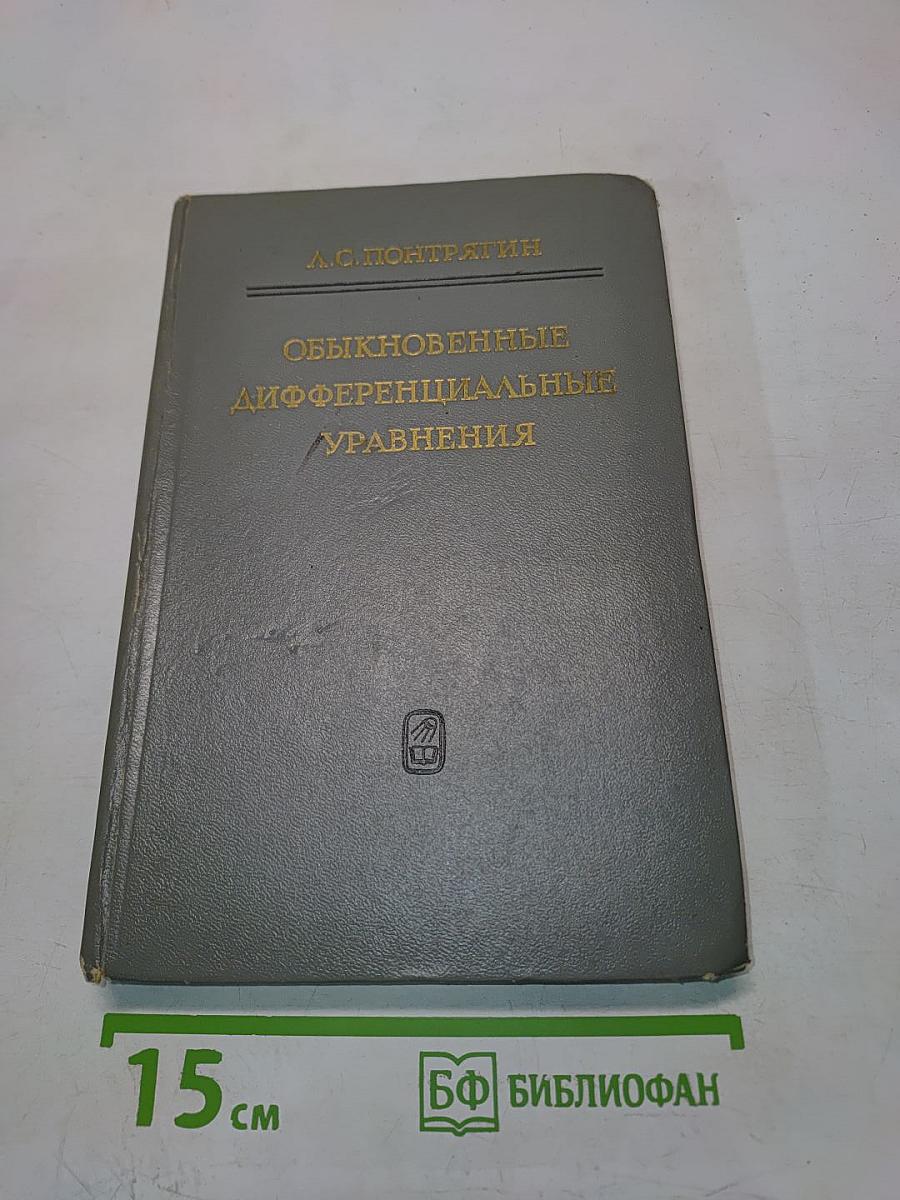 Л.С.ПОНТРЯГИН
ОБЫКНОВЕННЫЕ
ДИФФЕРЕНЦИАЛЬНЫЕ
УРАВНЕНИЯ
15 см
БФ БИБЛИОФАН